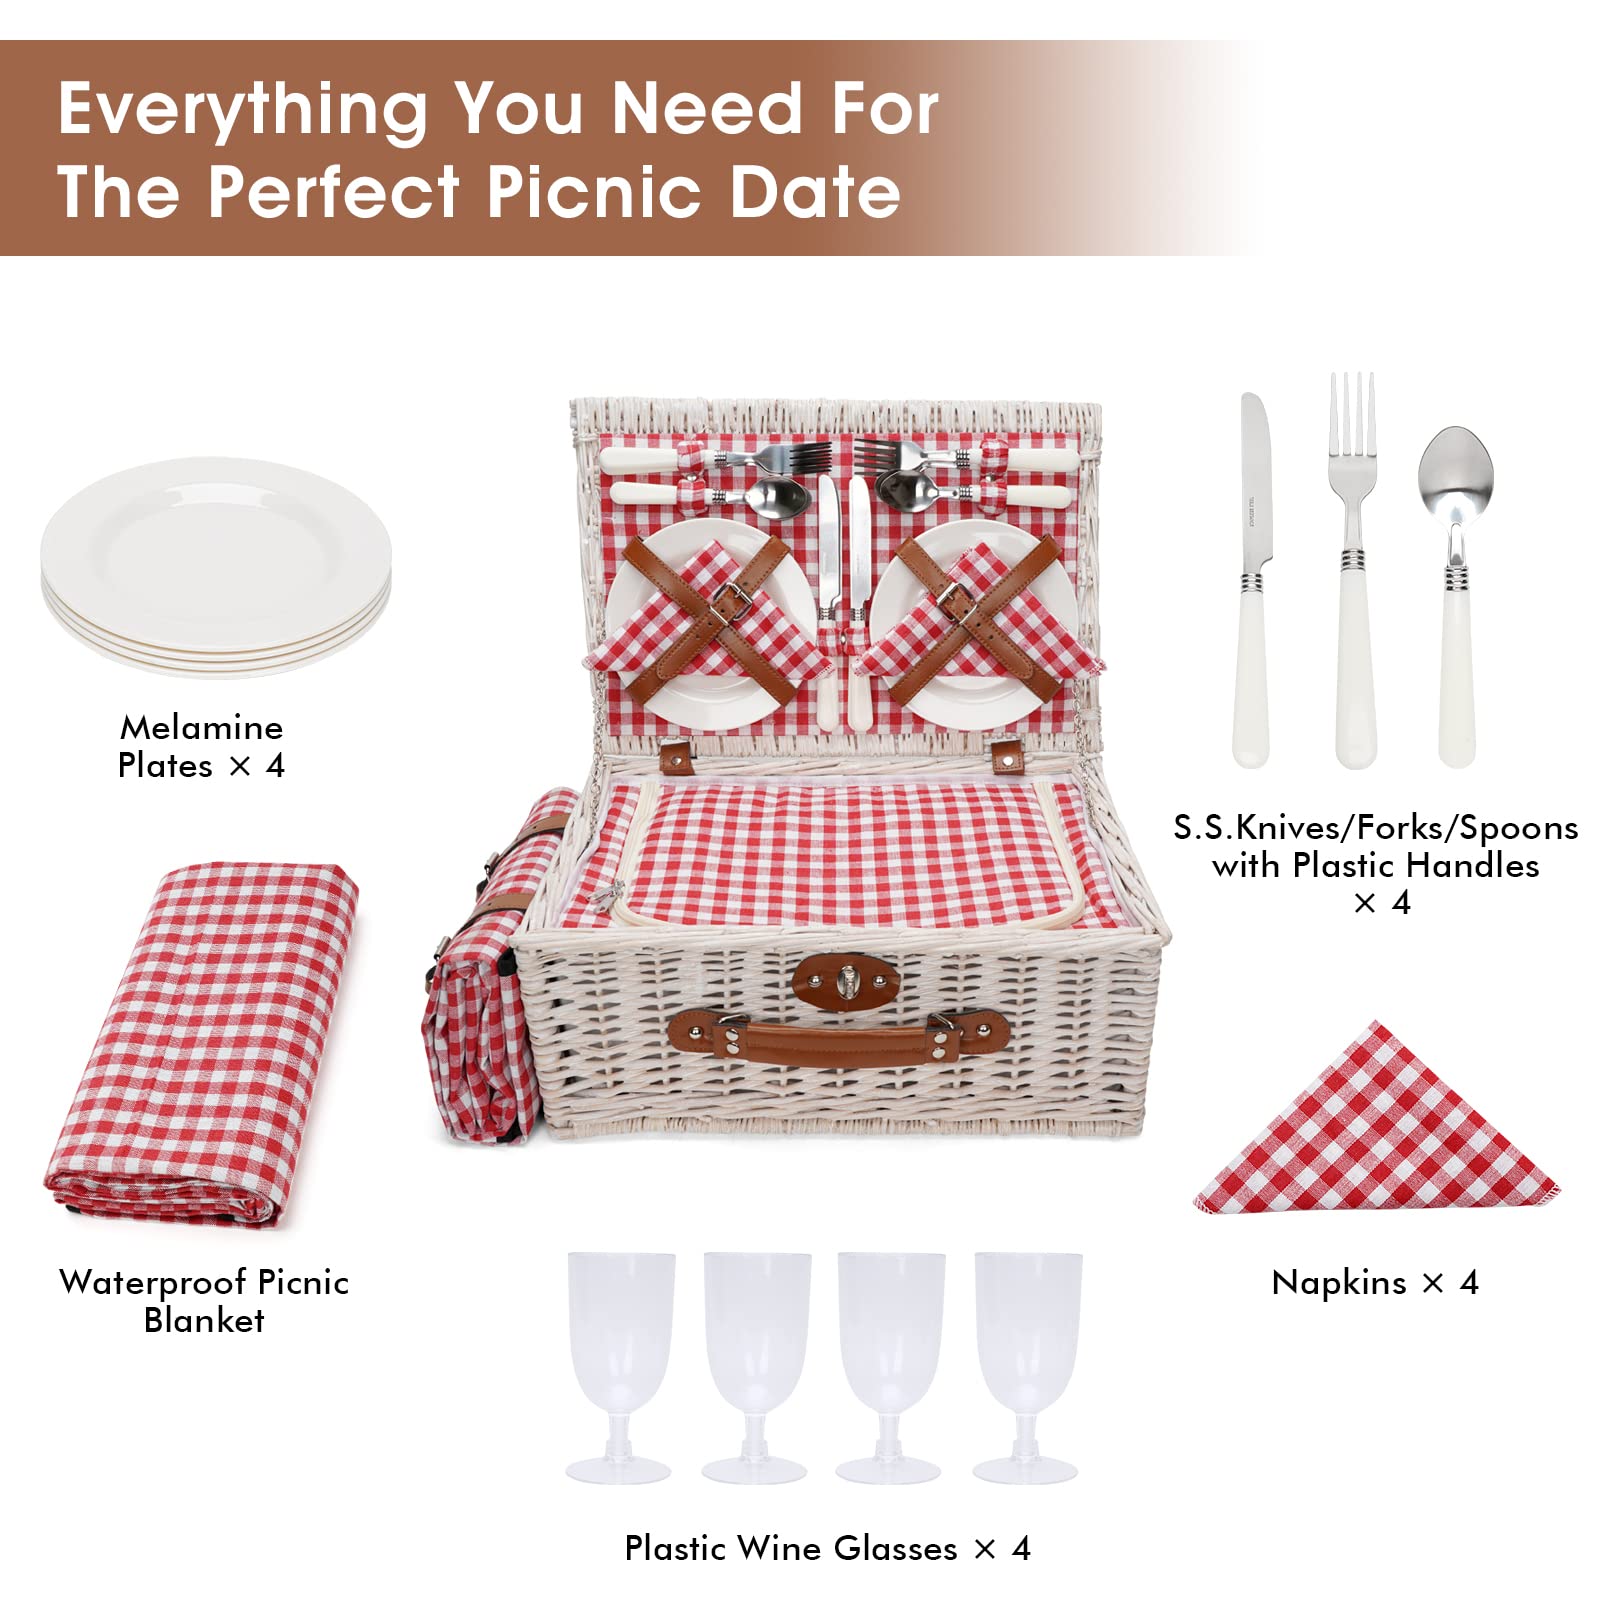 Everything You Need For
The Perfect Picnic Date
Melamine
Plates × 4
S.S.Knives/Forks/Spoons
with Plastic Handles
× 4
Waterproof Picnic
Blanket
Napkins × 4
Plastic Wine Glasses × 4